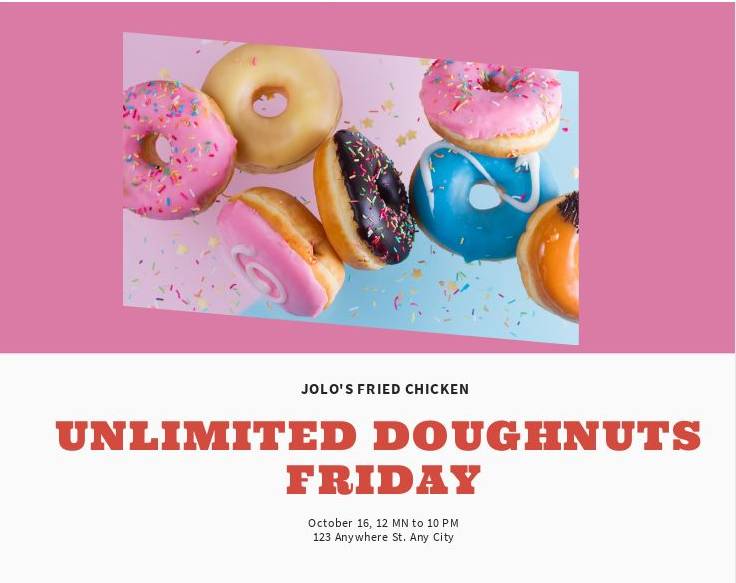 JOLO'S FRIED CHICKEN
UNLIMITED DOUGHNUTS
FRIDAY
October 16, 12 MN to 10 PM
123 Anywhere St. Any City